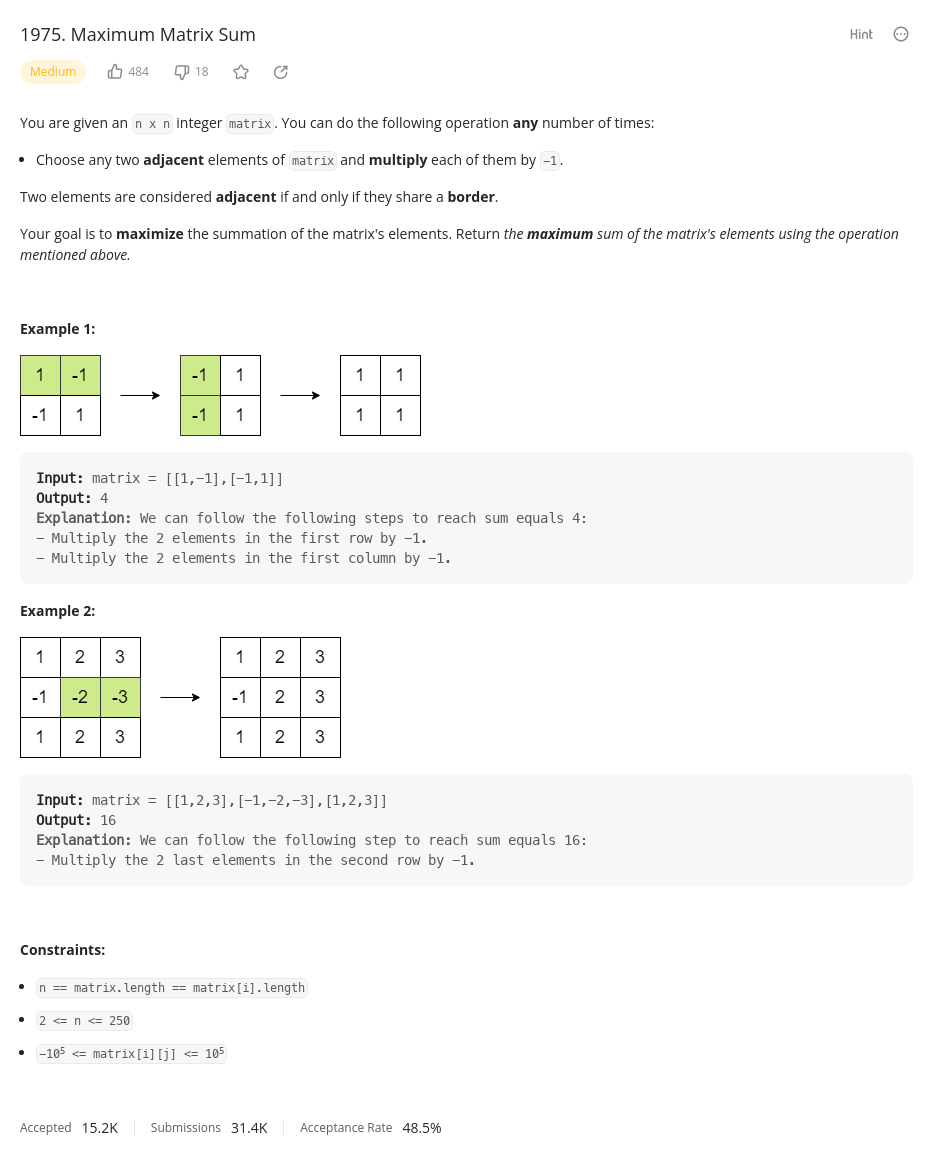 1975. Maximum Matrix Sum
Hint
Medium 484 18
You are given an n x n integer matrix. You can do the following operation any number of times:
• Choose any two adjacent elements of matrix and multiply each of them by −1.
Two elements are considered adjacent if and only if they share a border.
Your goal is to maximize the summation of the matrix's elements. Return the maximum sum of the matrix's elements using the operation
mentioned above.
Example 1:
1 -1 -1 1 1 1
-1 1 -1 1 1 1
Input: matrix = [[1,−1],[−1,1]]
Output: 4
Explanation: We can follow the following steps to reach sum equals 4:
− Multiply the 2 elements in the first row by −1.
− Multiply the 2 elements in the first column by −1.
Example 2:
1 2 3 1 2 3
-1 -2 -3 -1 2 3
1 2 3 1 2 3
Input: matrix = [[1,2,3],[−1,−2,−3],[1,2,3]]
Output: 16
Explanation: We can follow the following step to reach sum equals 16:
− Multiply the 2 last elements in the second row by −1.
Constraints:
• n == matrix.length == matrix[i].length
• 2 <= n <= 250
• −10⁵ <= matrix[i][j] <= 10⁵
Accepted 15.2K Submissions 31.4K Acceptance Rate 48.5%